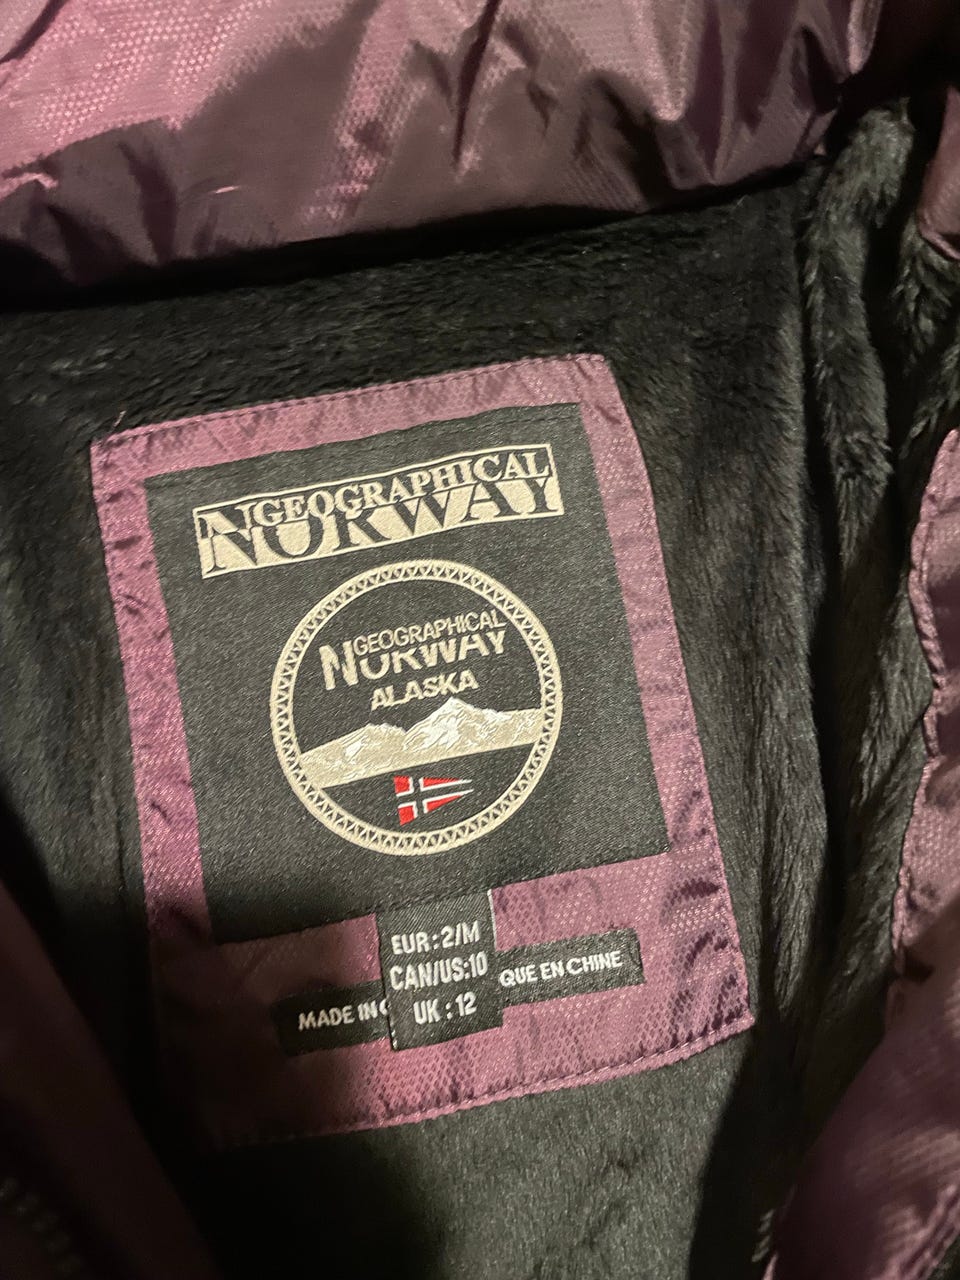 GEOGRAPHICAL
NORWAY
GEOGRAPHICAL
NORWAY
ALASKA
EUR : 2/M
CAN/US:10
UK : 12
MADE IN
QUE EN CHINE